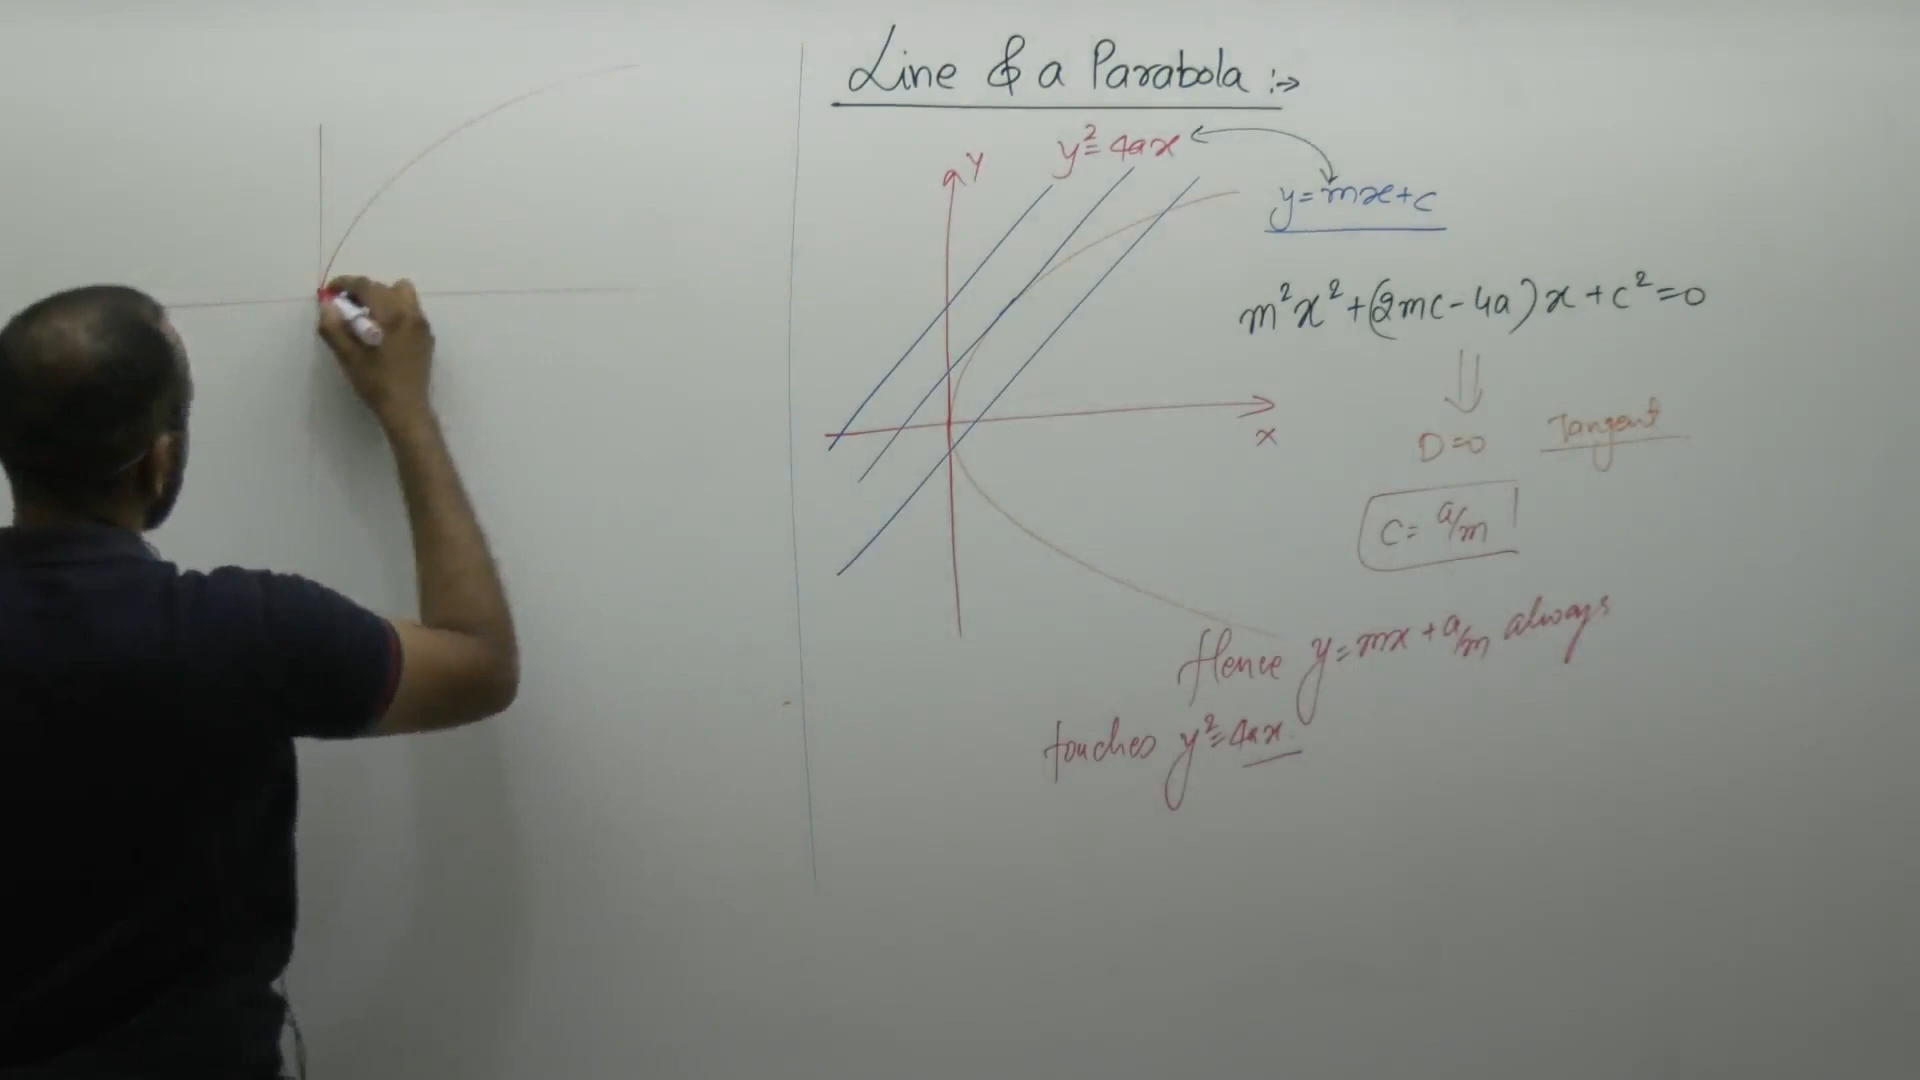 Line & a Parabola :->
Y
y² = 4ax
y = mx + c
m²x² + (2mc - 4a)x + c² = 0
x
D = 0 Tangent
C = a/m
Hence y = mx + a/m always
touches y² = 4ax.